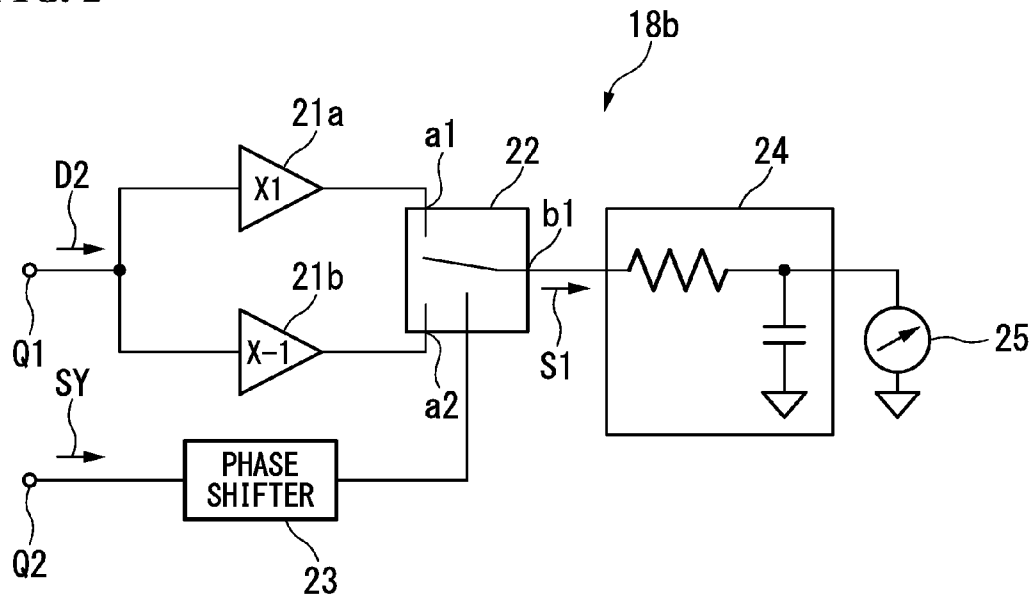 18b
21a
a1
22
24
D2
X1
b1
21b
Q1
X-1
S1
25
SY
a2
PHASE
SHIFTER
Q2
23